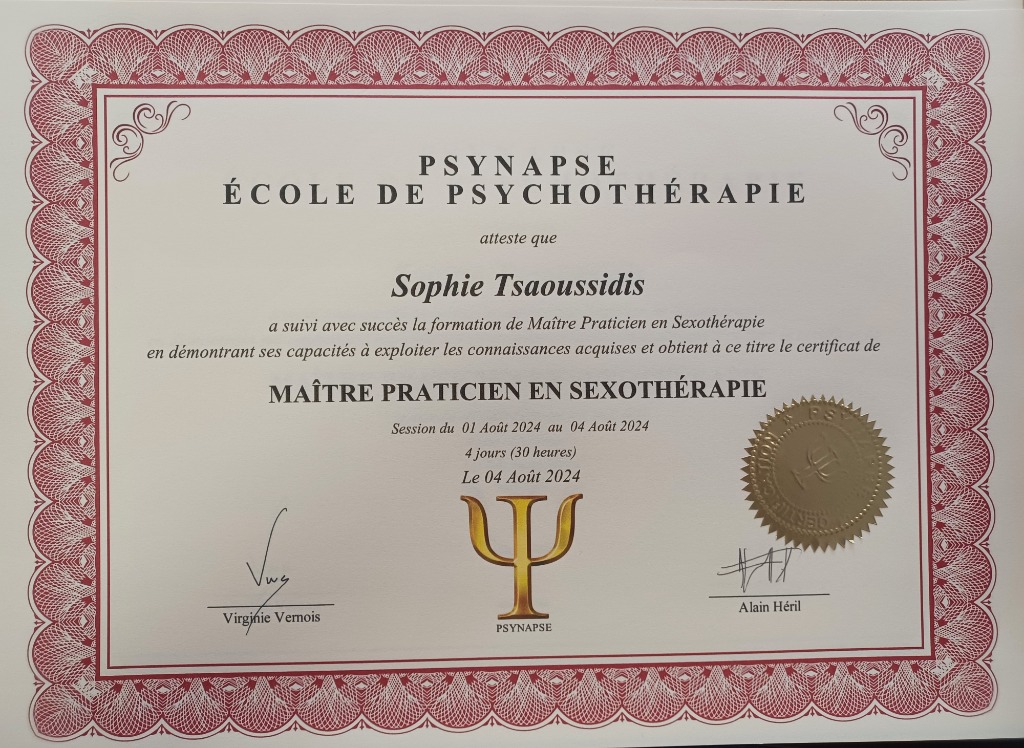 PSYNAPSE
ÉCOLE DE PSYCHOTHÉRAPIE
atteste que
Sophie Tsaoussidis
a suivi avec succès la formation de Maître Praticien en Sexothérapie
en démontrant ses capacités à exploiter les connaissances acquises et obtient à ce titre le certificat de
MAÎTRE PRATICIEN EN SEXOTHÉRAPIE
Session du 01 Août 2024 au 04 Août 2024
4 jours (30 heures)
Le 04 Août 2024
Virginie Vernois
PSYNAPSE
Alain Héril